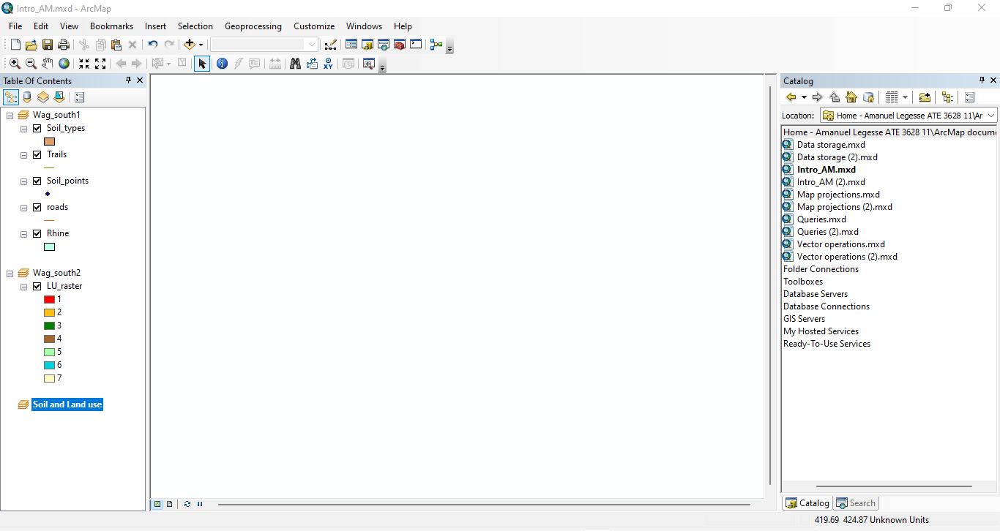 Intro_AM.mxd - ArcMap
File Edit View Bookmarks Insert Selection Geoprocessing Customize Windows Help
Table Of Contents
Wag_south1
Soil_types
Trails
Soil_points
roads
Rhine
Wag_south2
LU_raster
1
2
3
4
5
6
7
Soil and Land use
Catalog
Location: Home - Amanuel Legesse ATE 3628 11\Ar
Home - Amanuel Legesse ATE 3628 11\ArcMap docume
Data storage.mxd
Data storage (2).mxd
Intro_AM.mxd
Intro_AM (2).mxd
Map projections.mxd
Map projections (2).mxd
Queries.mxd
Queries (2).mxd
Vector operations.mxd
Vector operations (2).mxd
Folder Connections
Toolboxes
Database Servers
Database Connections
GIS Servers
My Hosted Services
Ready-To-Use Services
Catalog Search
419.69 424.87 Unknown Units